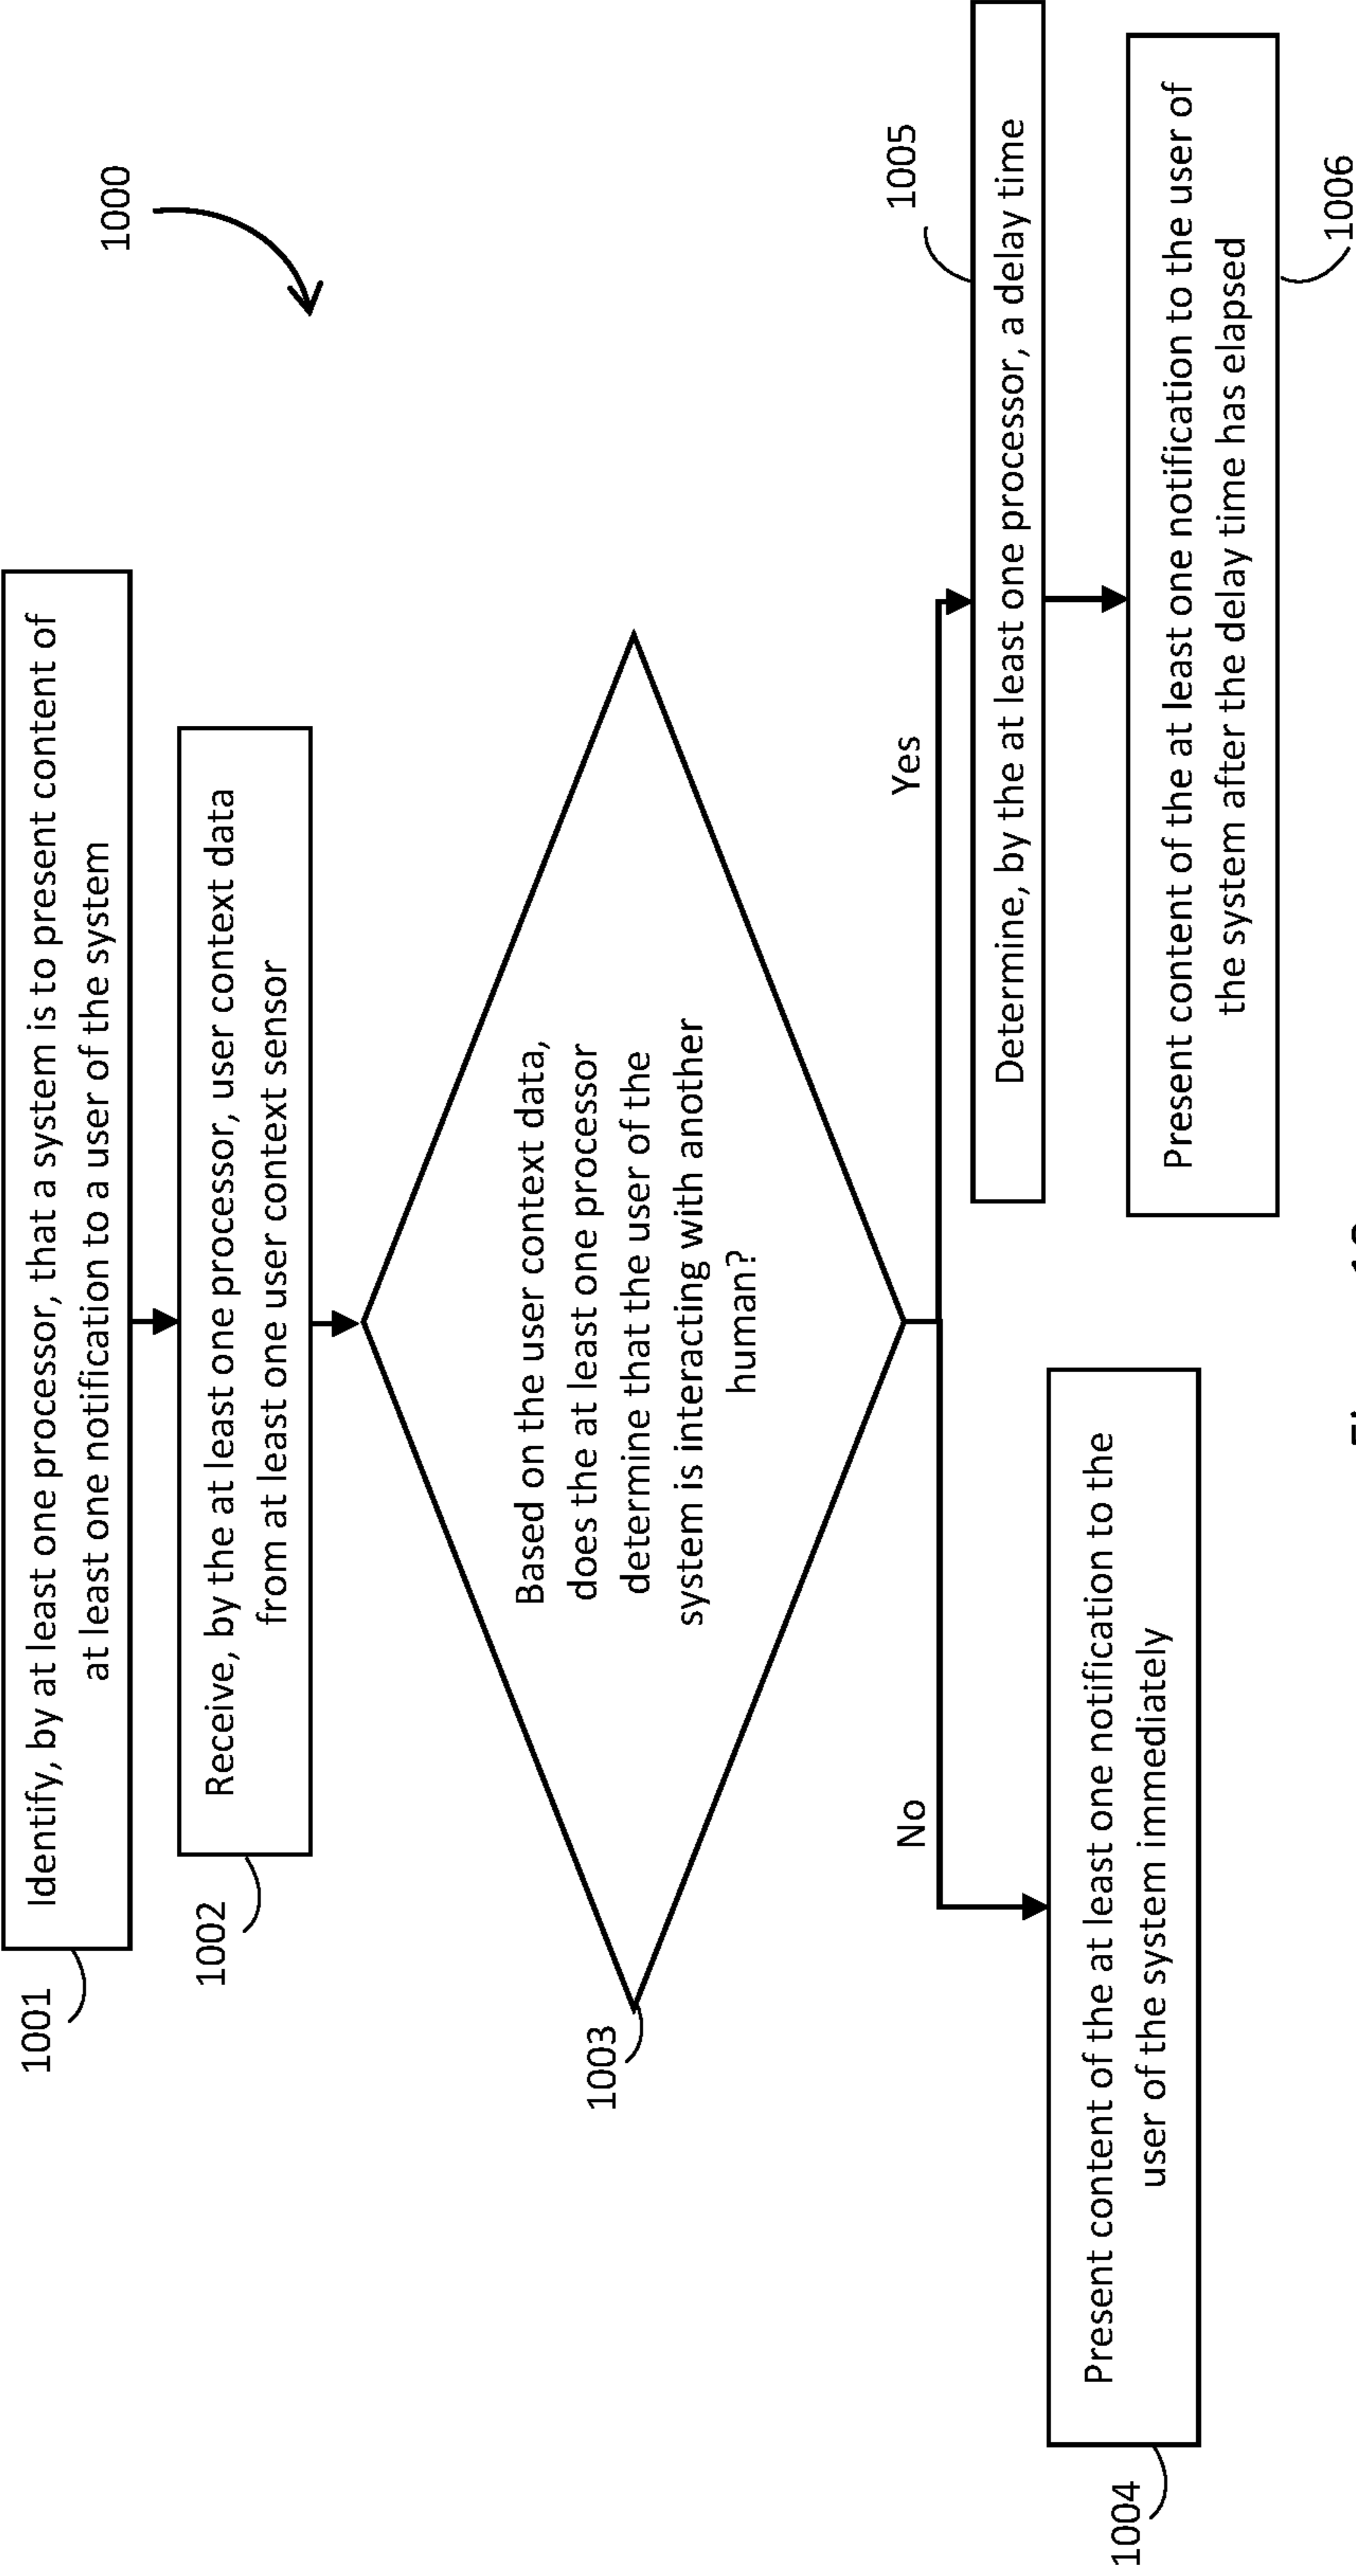 1000
1001
Identify, by at least one processor, that a system is to present content of
at least one notification to a user of the system
1002
Receive, by the at least one processor, user context data
from at least one user context sensor
1003
Based on the user context data,
does the at least one processor
determine that the user of the
system is interacting with another
human?
No
Yes
1004
Present content of the at least one notification to the
user of the system immediately
1005
Determine, by the at least one processor, a delay time
Present content of the at least one notification to the user of
the system after the delay time has elapsed
1006